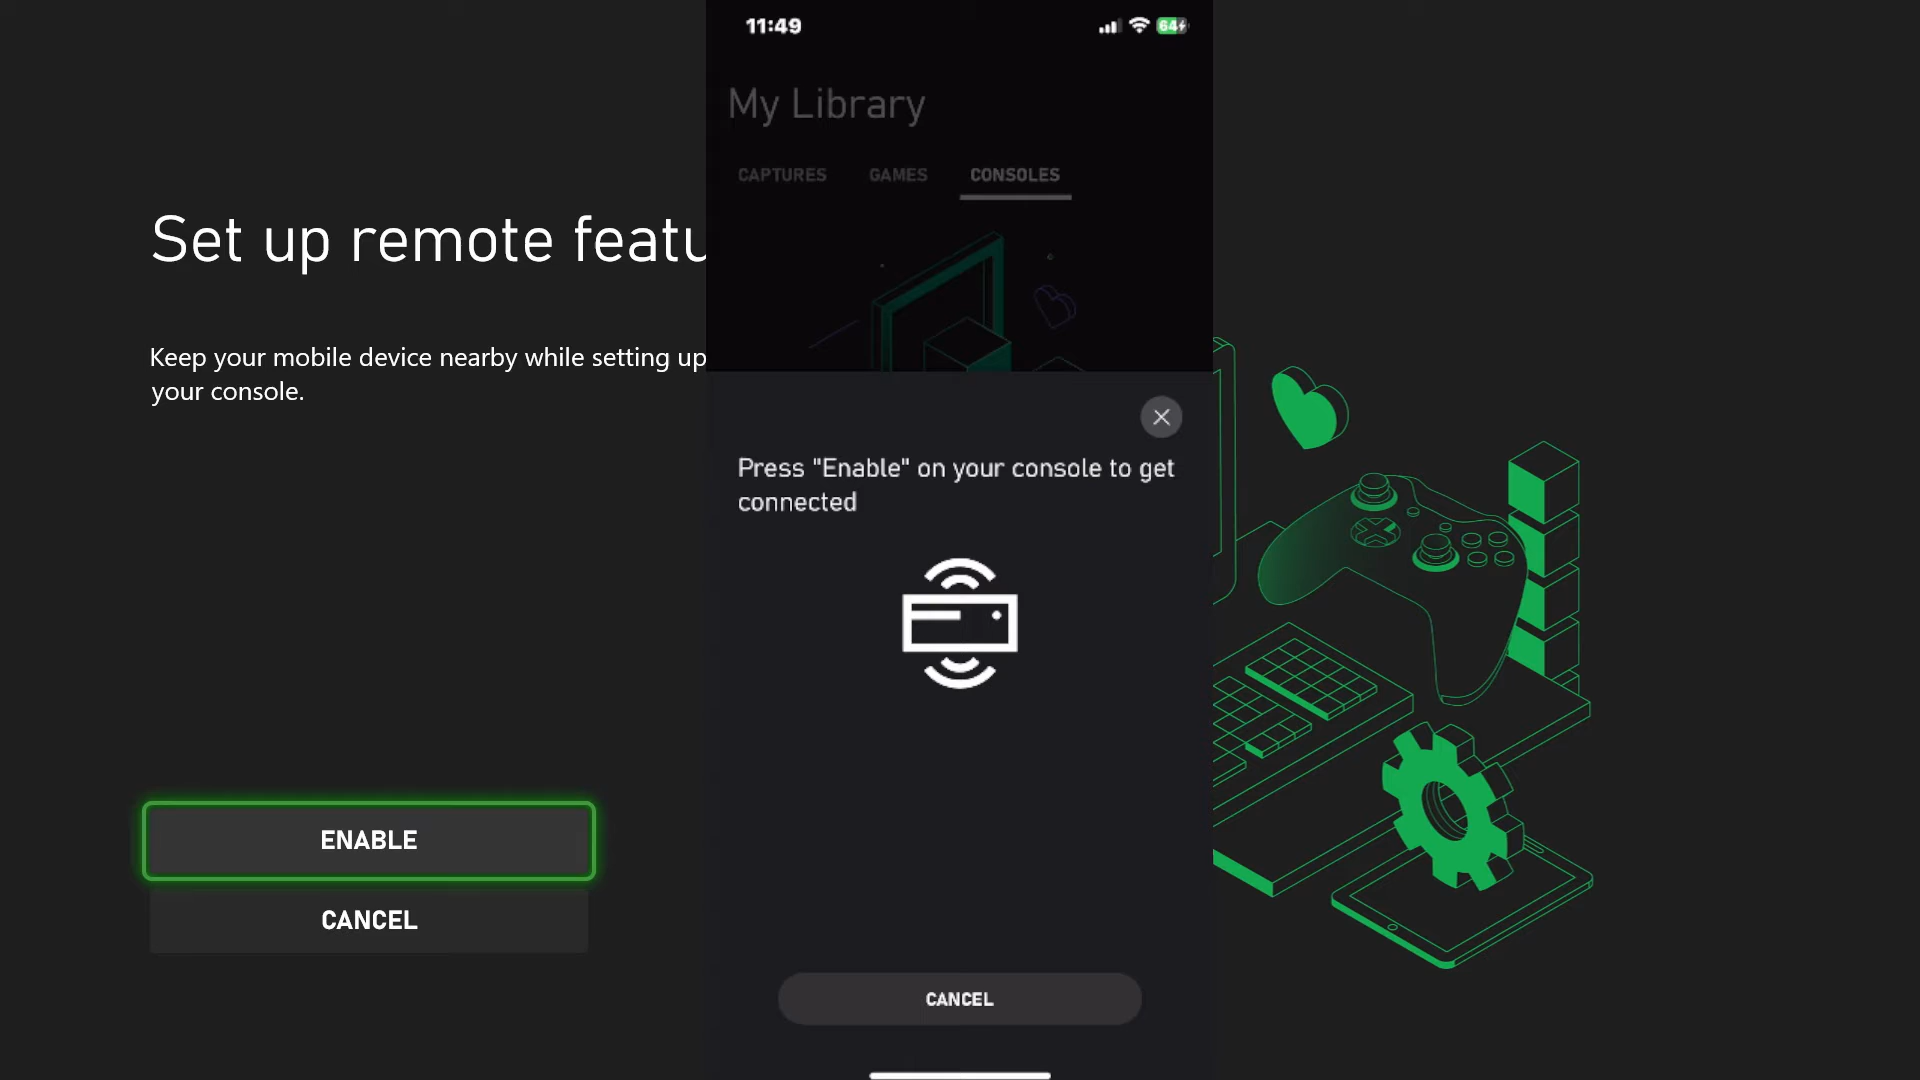 Set up remote featu
Keep your mobile device nearby while setting up
your console.
ENABLE
CANCEL
11:49
64
My Library
CAPTURES GAMES CONSOLES
Press "Enable" on your console to get
connected
CANCEL